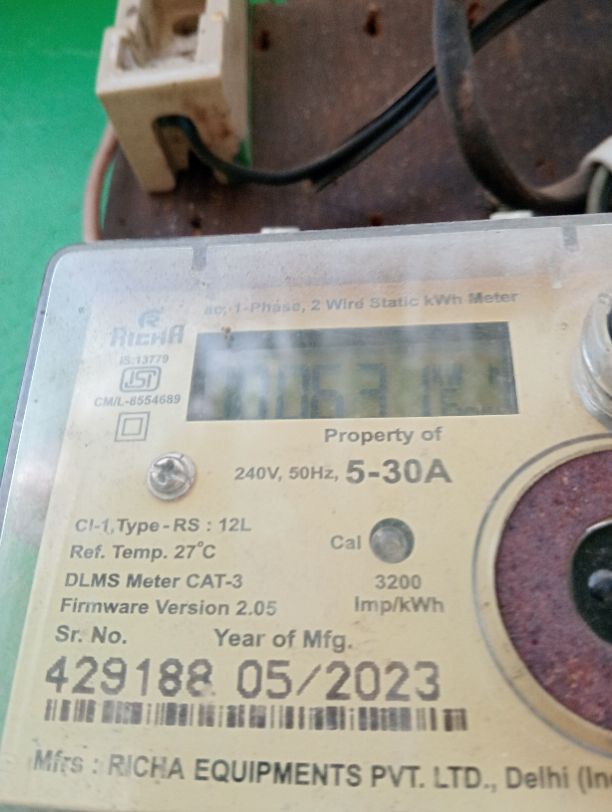 ac, 1-Phase, 2 Wire Static kWh Meter
RICHA
IS:13779
ISI
CM/L-8554689
Property of
240V, 50Hz, 5-30A
Cl-1, Type-RS : 12L
Ref. Temp. 27°C
Cal
DLMS Meter CAT-3
3200
Firmware Version 2.05
Imp/kWh
Sr. No. Year of Mfg.
429188 05/2023
Mfrs : RICHA EQUIPMENTS PVT. LTD., Delhi